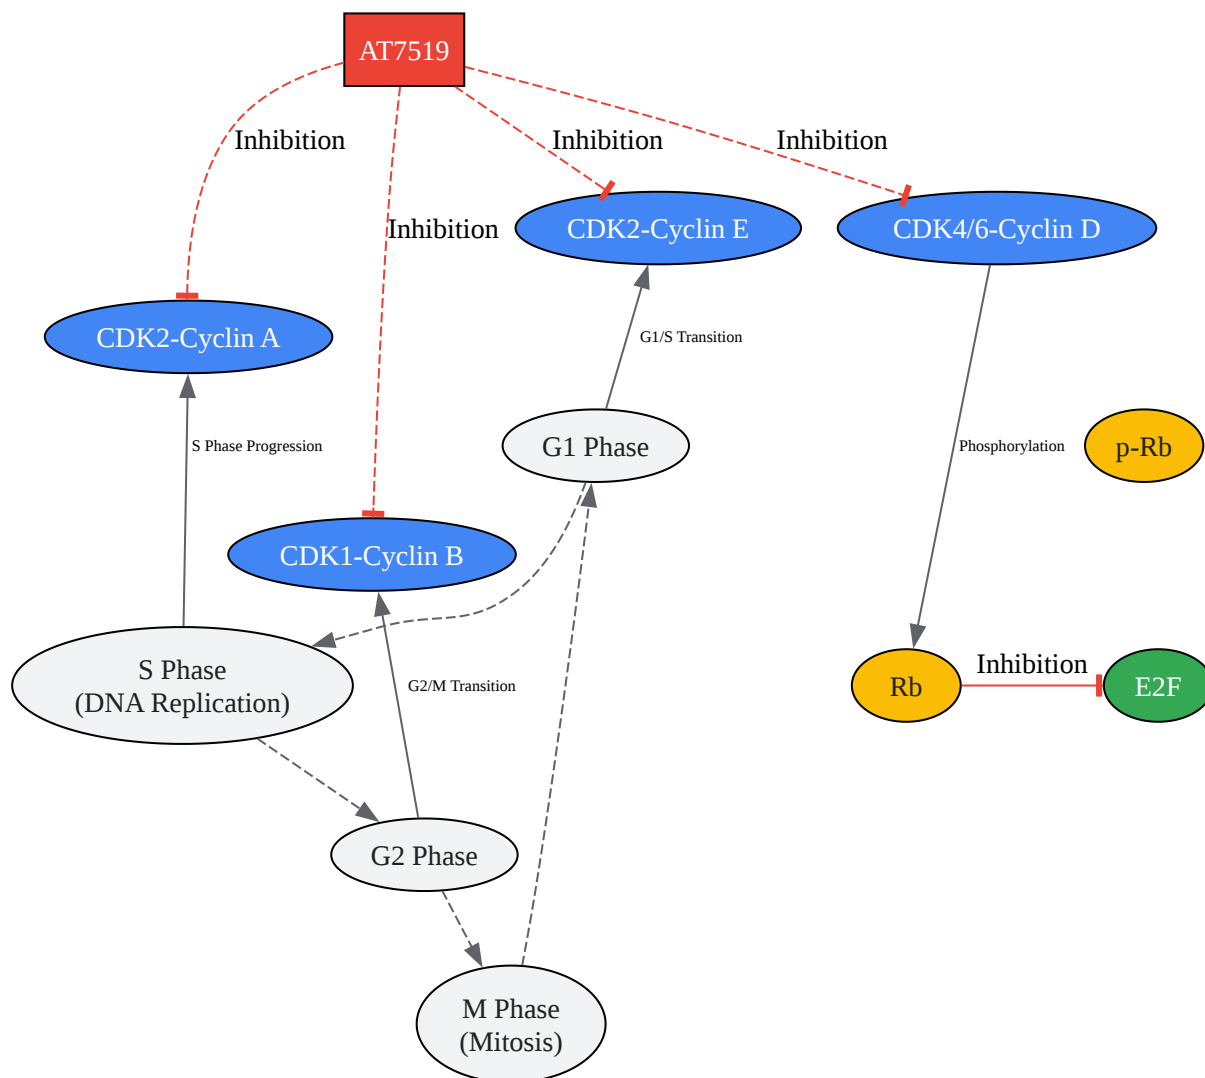 AT7519
Inhibition
Inhibition
Inhibition
Inhibition
CDK2-Cyclin E
CDK4/6-Cyclin D
CDK2-Cyclin A
G1/S Transition
S Phase Progression
G1 Phase
Phosphorylation
p-Rb
CDK1-Cyclin B
S Phase
(DNA Replication)
G2/M Transition
Inhibition
Rb
E2F
G2 Phase
M Phase
(Mitosis)